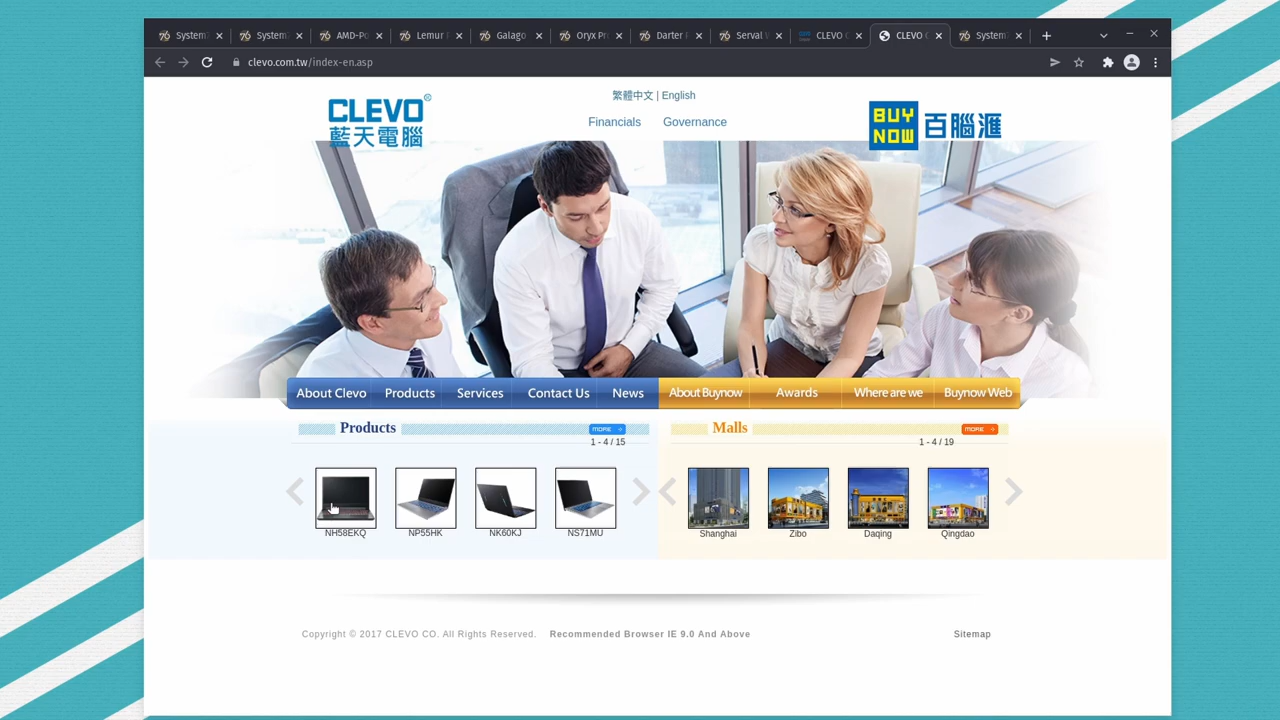 System
System
AMD-Po
Lemur
Galago
Oryx Pr
Darter
Serval W
CLEVO C
CLEVO C
System
clevo.com.tw/index-en.asp
CLEVO®
藍天電腦
繁體中文 | English
Financials Governance
BUY NOW 百腦滙
About Clevo Products Services Contact Us News About Buynow Awards Where are we Buynow Web
Products MORE
1 - 4 / 15
NH58EKQ NP55HK NK60KJ NS71MU
Malls MORE
1 - 4 / 19
Shanghai Zibo Daqing Qingdao
Copyright © 2017 CLEVO CO. All Rights Reserved. Recommended Browser IE 9.0 And Above Sitemap